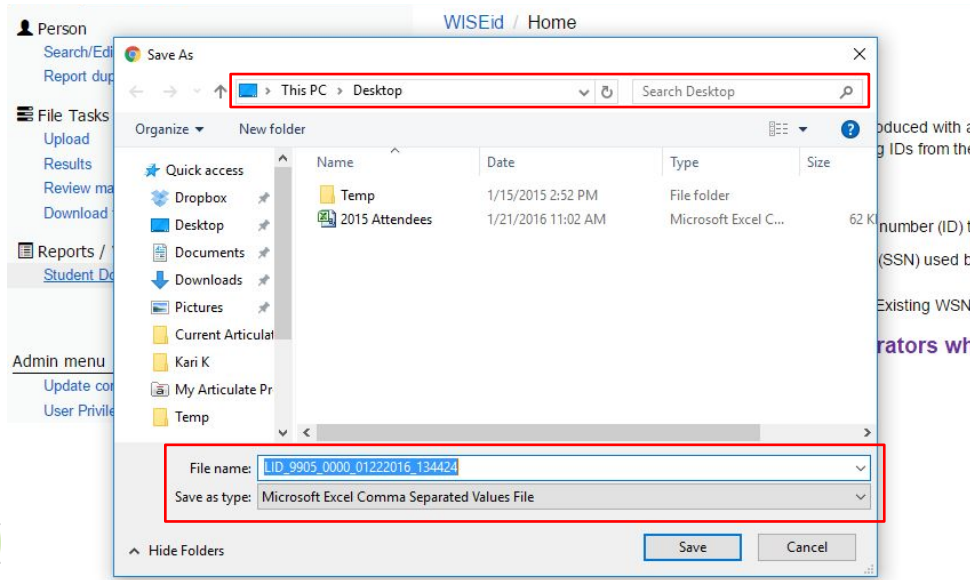 WISEid / Home
Person
Search/Edi
Report dup
File Tasks
Upload
Results
Review ma
Download
Reports /
Student Do
Admin menu
Update cor
User Privile
Save As
This PC > Desktop
Search Desktop
Organize
New folder
Quick access
Dropbox
Desktop
Documents
Downloads
Pictures
Current Articulat
Kari K
My Articulate Pr
Temp
Name Date Type Size
Temp 1/15/2015 2:52 PM File folder
2015 Attendees 1/21/2016 11:02 AM Microsoft Excel C... 62 K
File name: LID_9905_0000_01222016_134424
Save as type: Microsoft Excel Comma Separated Values File
Hide Folders
Save
Cancel
oduced with a
g IDs from the
number (ID) t
(SSN) used b
Existing WSN
rators wh